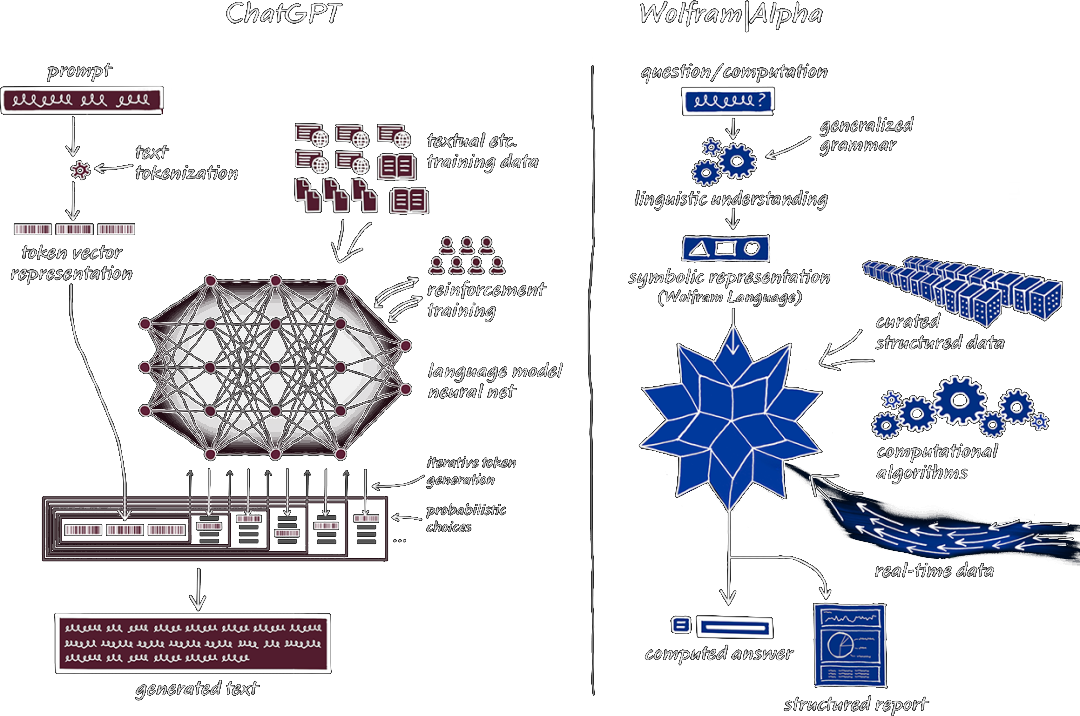 ChatGPT
prompt
text
tokenization
token vector
representation
textual etc.
training data
reinforcement
training
language model
neural net
iterative token
generation
probabilistic
choices
...
generated text
Wolfram|Alpha
question/computation
?
generalized
grammar
linguistic understanding
symbolic representation
(Wolfram Language)
curated
structured data
computational
algorithms
real-time data
computed answer
structured report